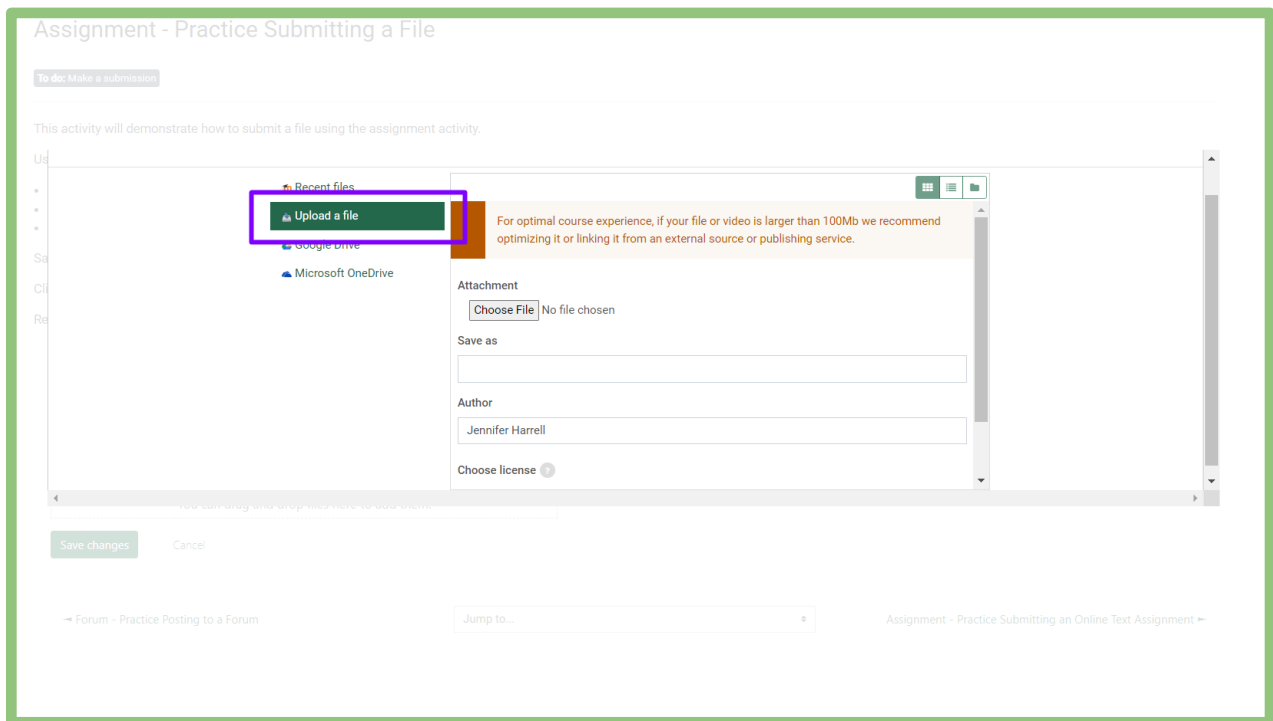 Assignment - Practice Submitting a File
To do: Make a submission
This activity will demonstrate how to submit a file using the assignment activity.
Recent files
Upload a file
Google Drive
Microsoft OneDrive
For optimal course experience, if your file or video is larger than 100Mb we recommend
optimizing it or linking it from an external source or publishing service.
Attachment
Choose File No file chosen
Save as
Author
Jennifer Harrell
Choose license ?
You can drag and drop files here to add them.
Save changes Cancel
◄ Forum - Practice Posting to a Forum
Jump to...
Assignment - Practice Submitting an Online Text Assignment ►